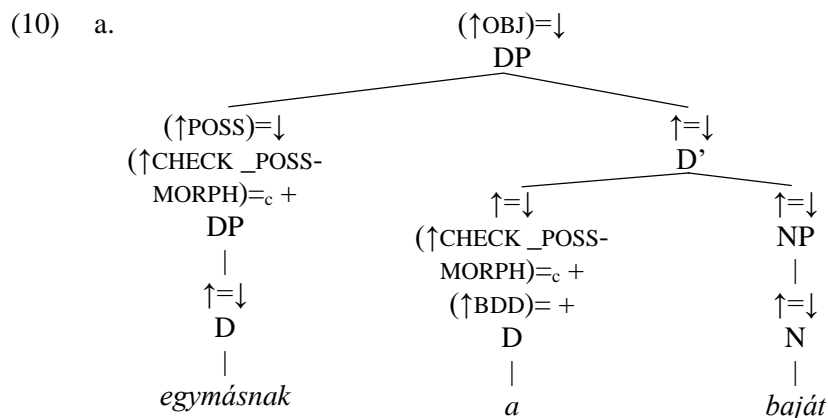 (10) a. (↑OBJ)=↓
DP
(↑POSS)=↓ ↑=↓
(↑CHECK _POSS- D’
MORPH)=c + ↑=↓ ↑=↓
DP (↑CHECK _POSS- NP
| MORPH)=c + |
↑=↓ (↑BDD)= + ↑=↓
D D N
| | |
egymásnak a baját